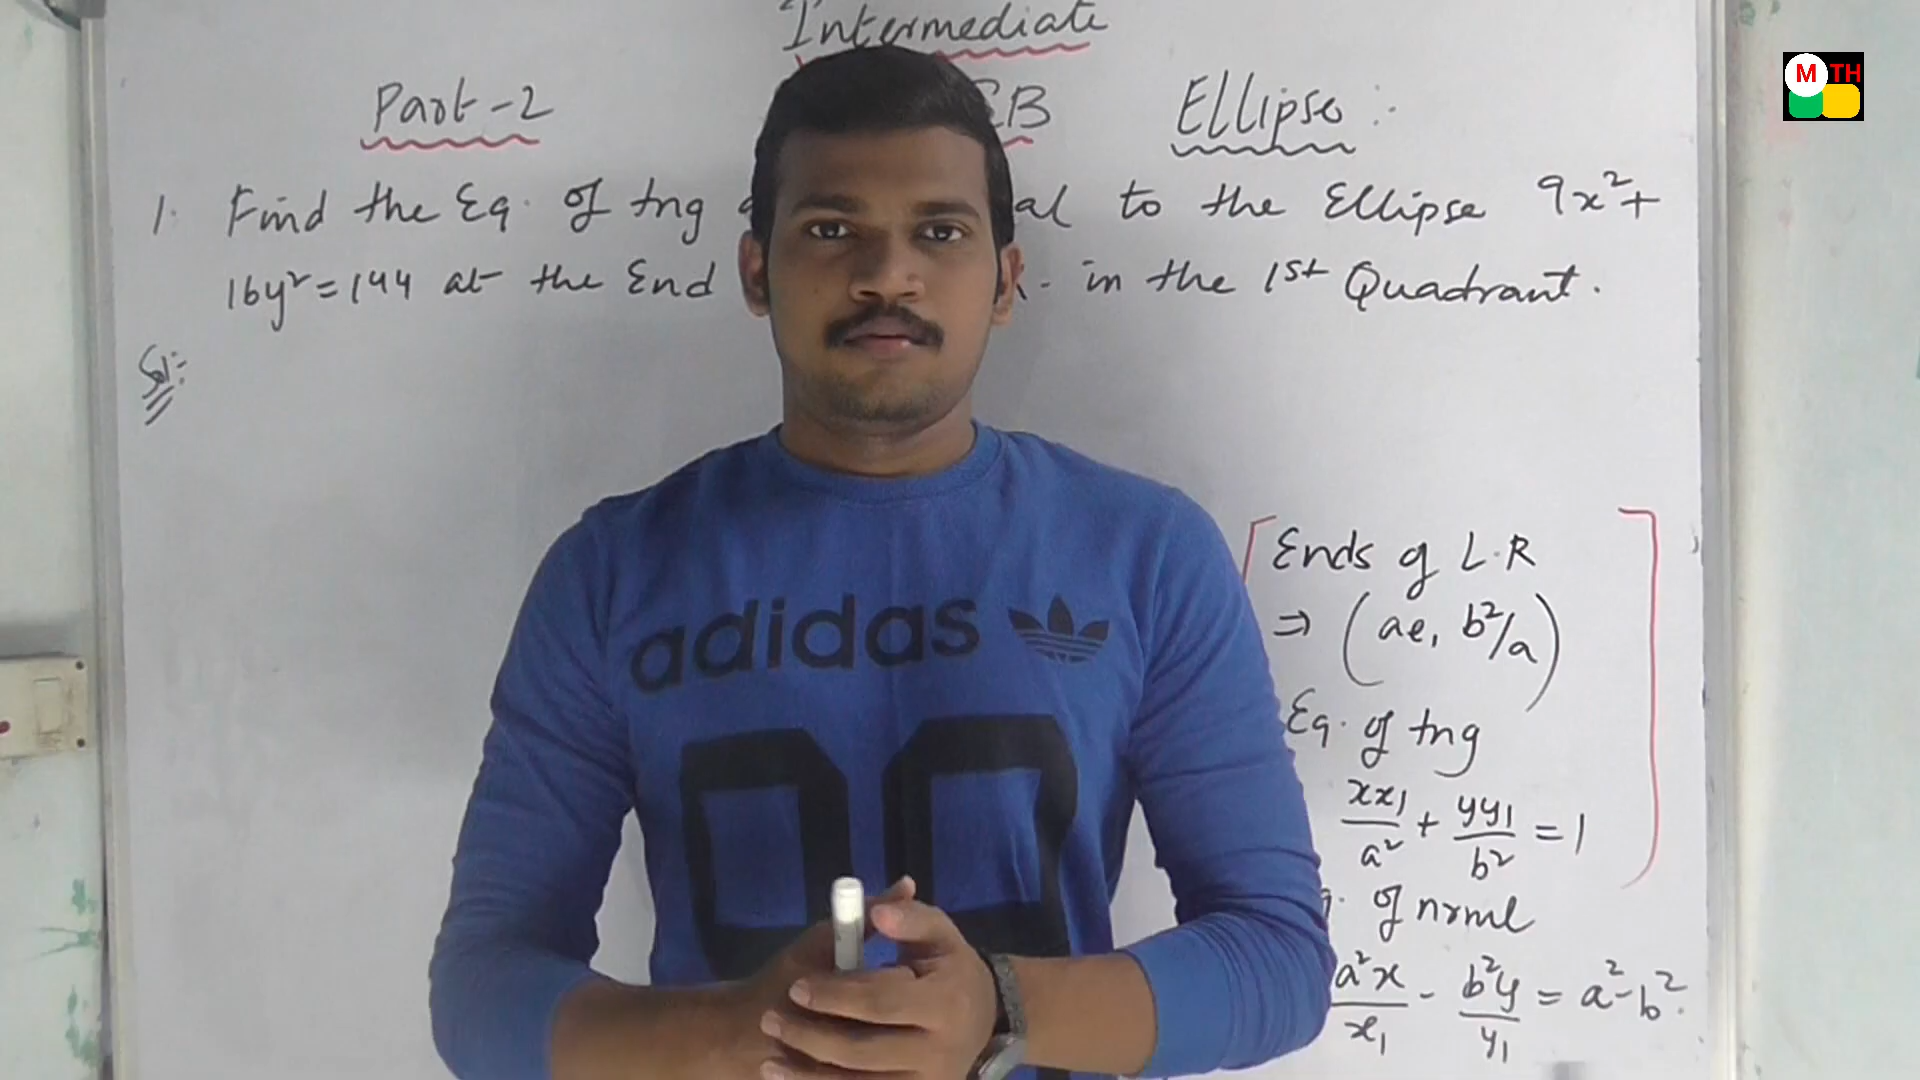 Intermediate
Part-2 B Ellipse :-
1. Find the Eq. of tng al to the Ellipse 9x²+
16y²=144 at the End in the 1st Quadrant.
Sol:
adidas
Ends of L.R
⇒ (ae, b²/a)
Eq. of tng
xx₁/a² + yy₁/b² = 1
of nrml
a²x/x₁ - b²y/y₁ = a²-b².
M TH